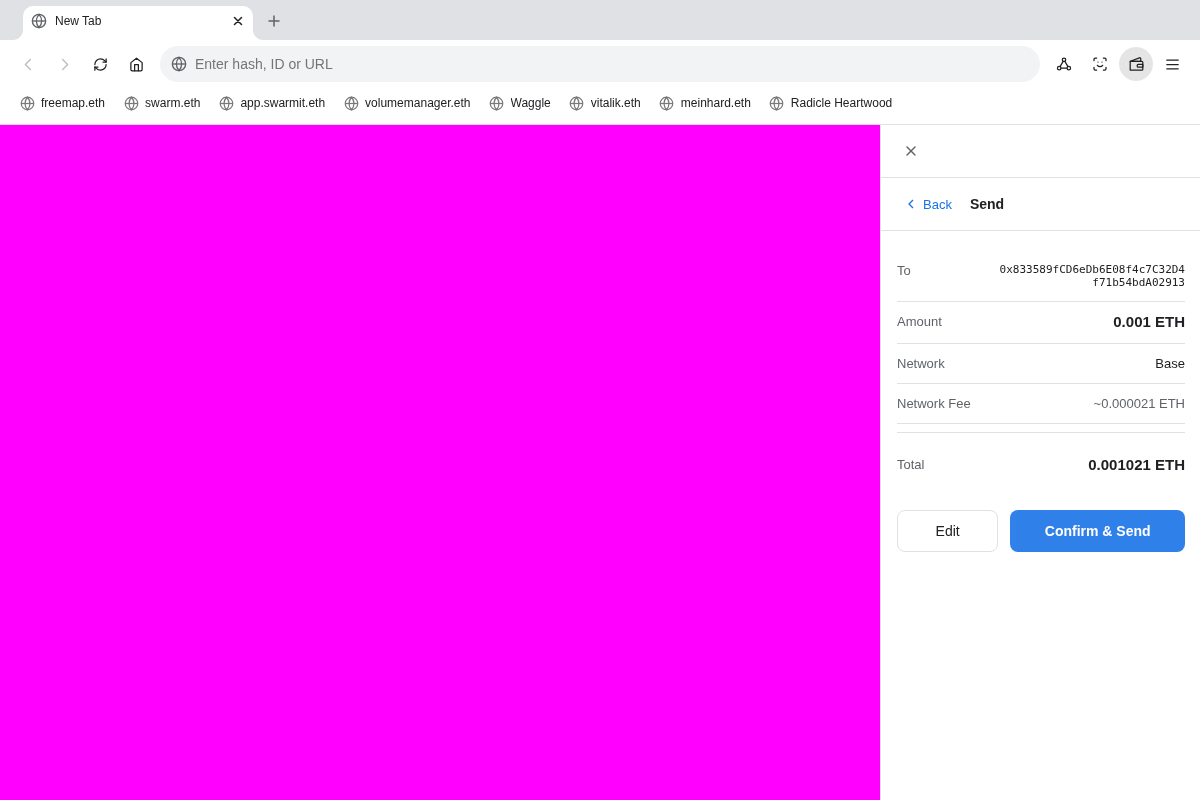 New Tab
Enter hash, ID or URL
freemap.eth swarm.eth app.swarmit.eth volumemanager.eth Waggle vitalik.eth meinhard.eth Radicle Heartwood
Back Send
To 0x833589fCD6eDb6E08f4c7C32D4
f71b54bdA02913
Amount 0.001 ETH
Network Base
Network Fee ~0.000021 ETH
Total 0.001021 ETH
Edit Confirm & Send